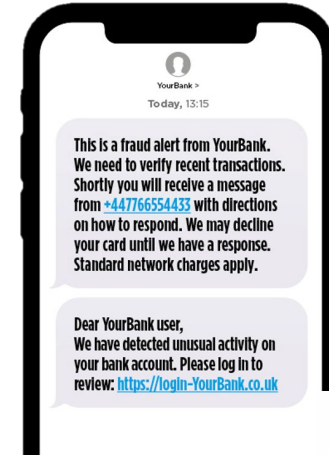 YourBank >
Today, 13:15
This is a fraud alert from YourBank.
We need to verify recent transactions.
Shortly you will receive a message
from +447766554433 with directions
on how to respond. We may decline
your card until we have a response.
Standard network charges apply.
Dear YourBank user,
We have detected unusual activity on
your bank account. Please log in to
review: https://login-YourBank.co.uk